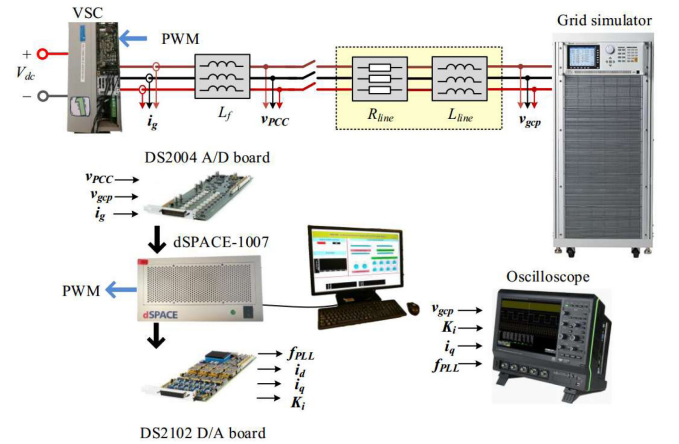 VSC
PWM
Grid simulator
+
V_dc
−
i_g
L_f
v_PCC
R_line
L_line
v_gcp
DS2004 A/D board
v_PCC
v_gcp
i_g
dSPACE-1007
PWM
dSPACE
Oscilloscope
v_gcp
K_i
i_q
f_PLL
f_PLL
i_d
i_q
K_i
DS2102 D/A board